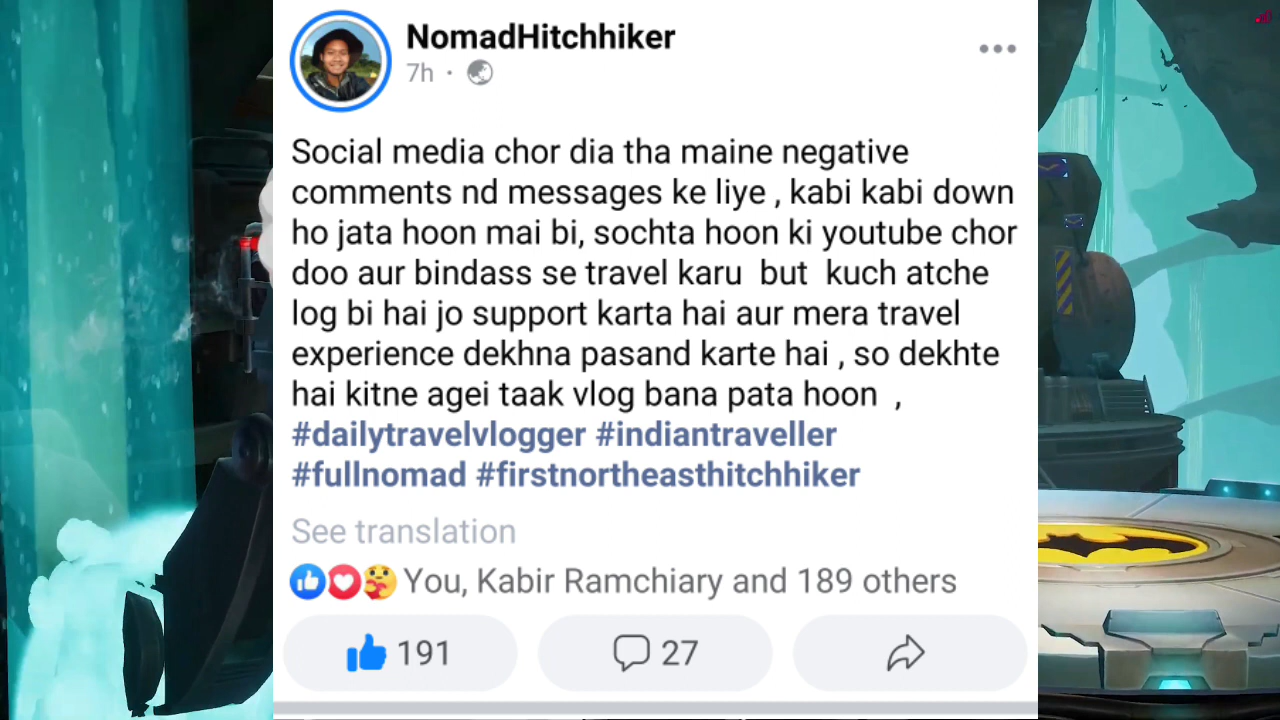 NomadHitchhiker
7h ·
Social media chor dia tha maine negative
comments nd messages ke liye , kabi kabi down
ho jata hoon mai bi, sochta hoon ki youtube chor
doo aur bindass se travel karu but kuch atche
log bi hai jo support karta hai aur mera travel
experience dekhna pasand karte hai , so dekhte
hai kitne agei taak vlog bana pata hoon ,
#dailytravelvlogger #indiantraveller
#fullnomad #firstnortheasthitchhiker
See translation
You, Kabir Ramchiary and 189 others
191 27